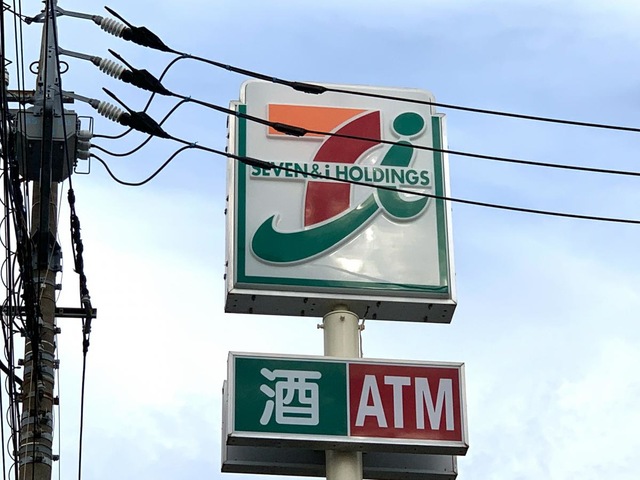 SEVEN&i HOLDINGS
酒 ATM